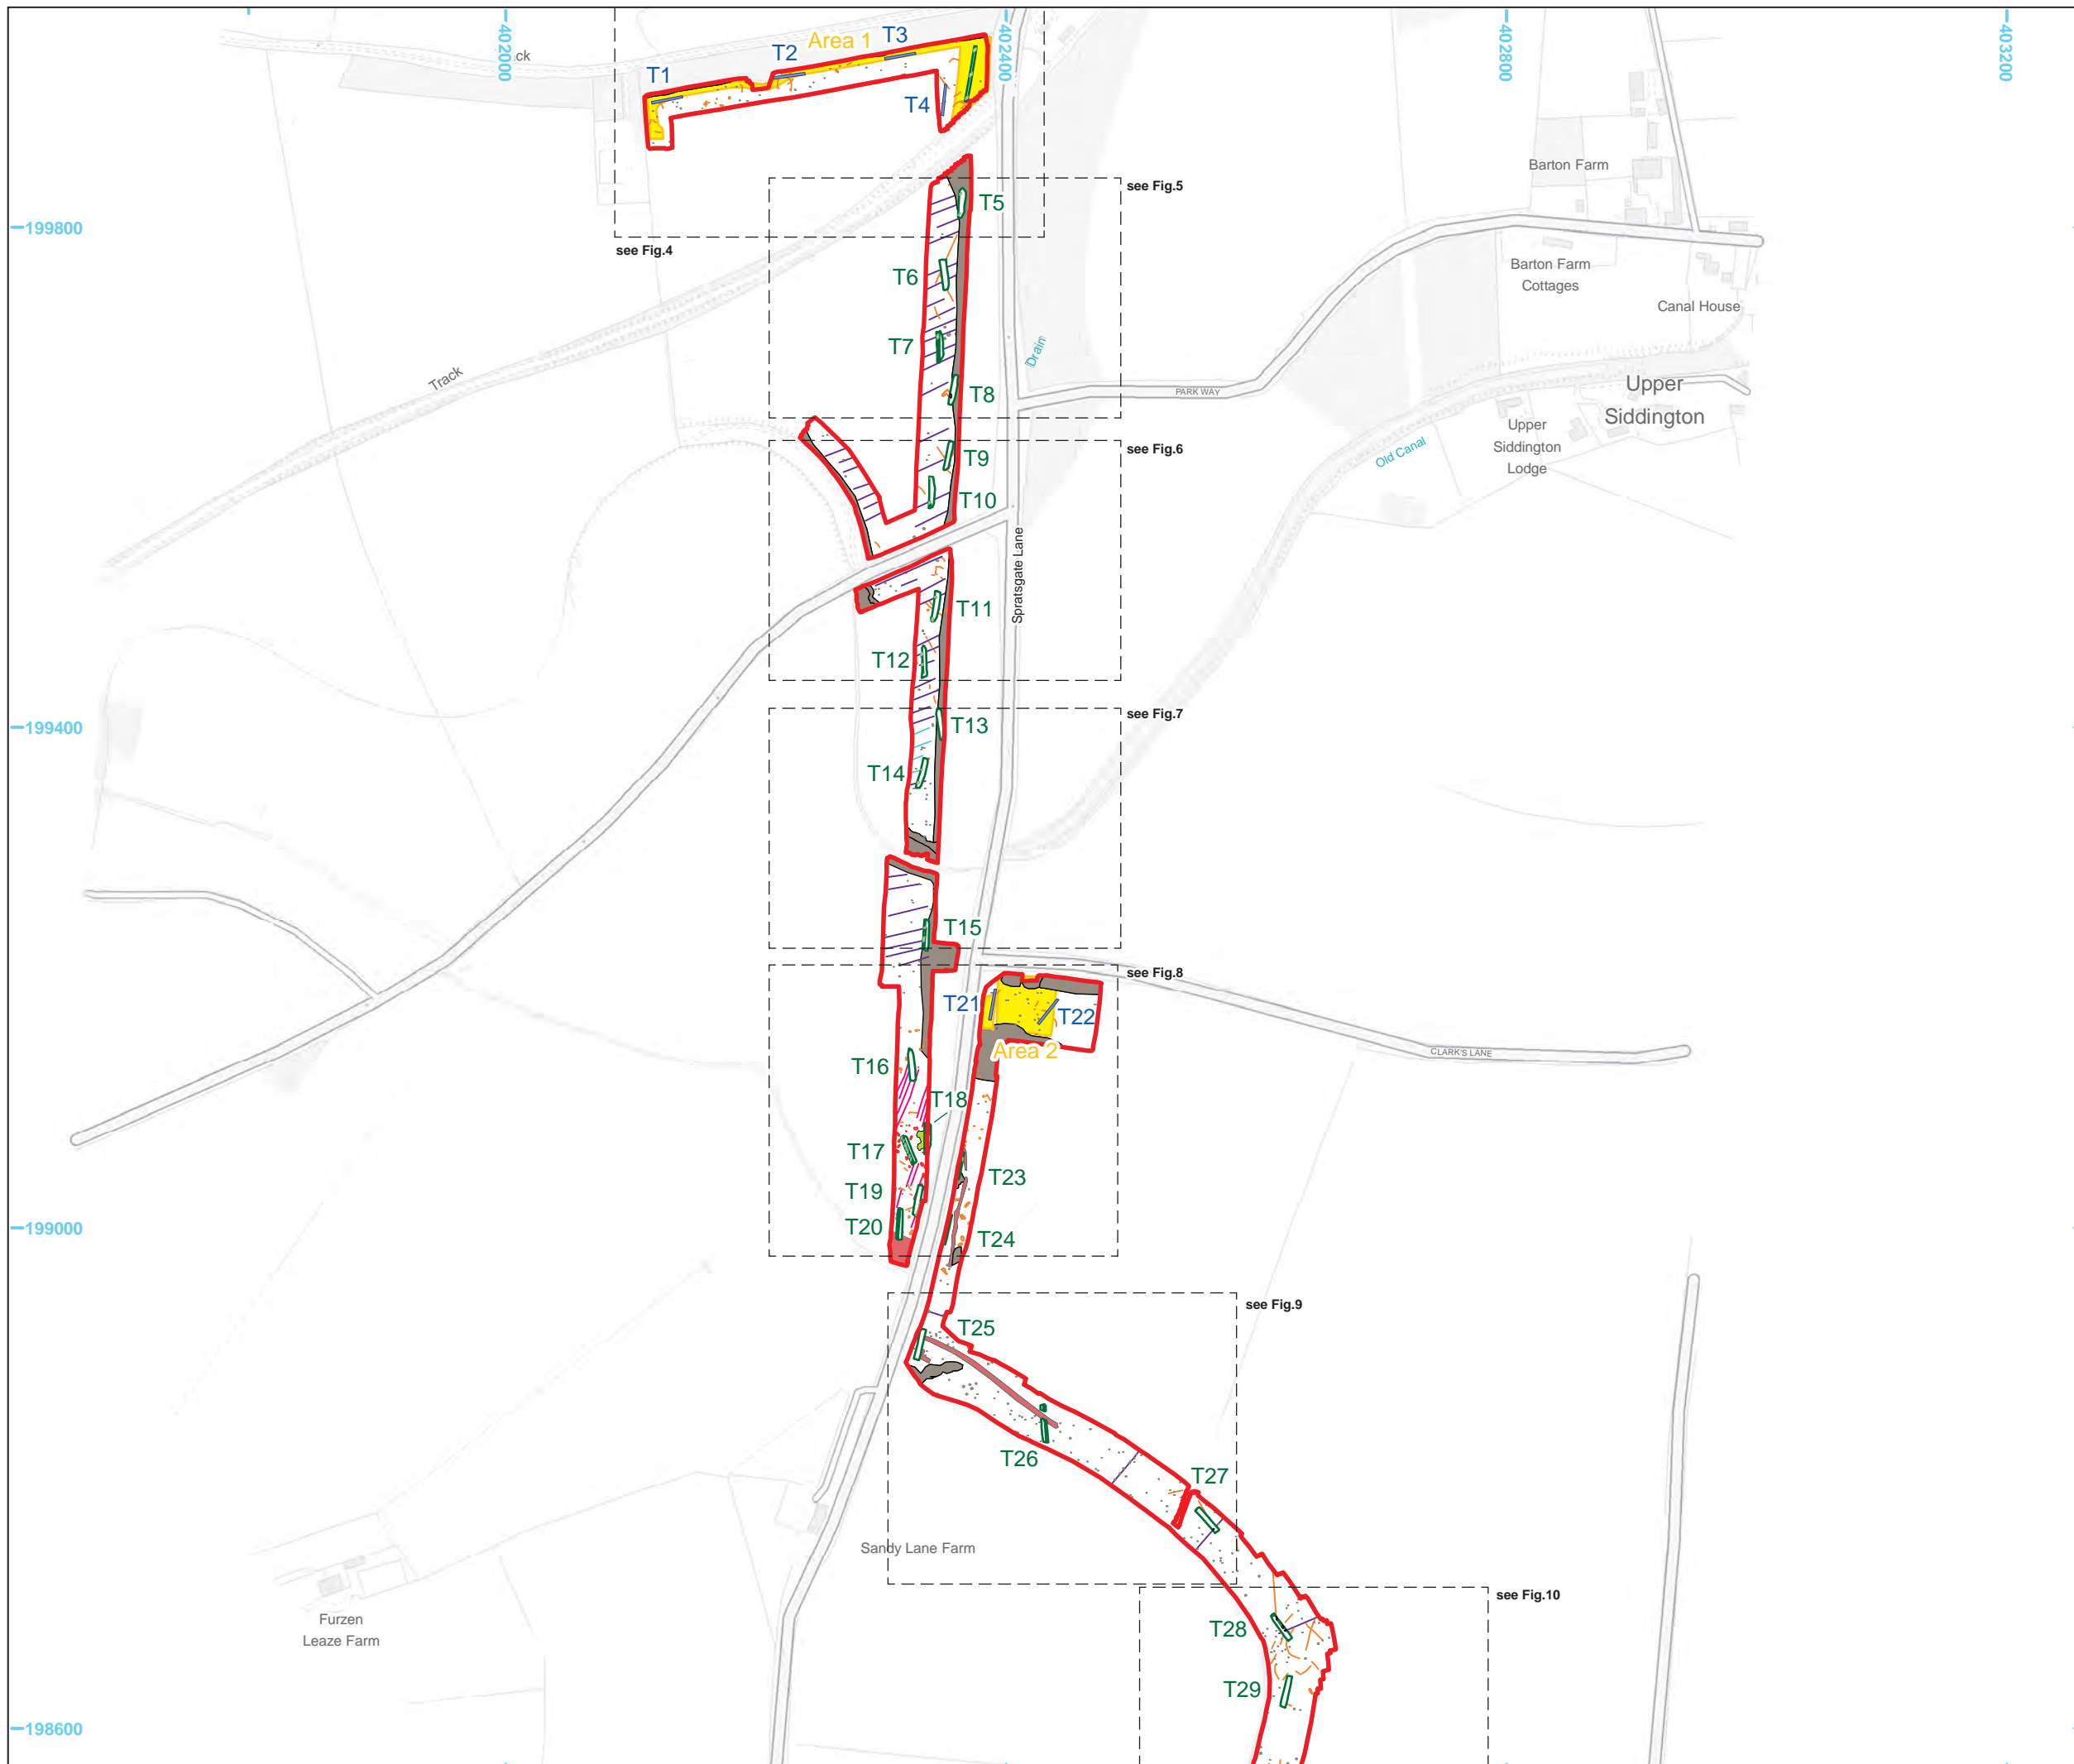 402000
402400
402800
403200
ck
Area 1
T3
T2
T1
T4
Barton Farm
see Fig.5
T5
199800
see Fig.4
Barton Farm
Cottages
T6
Canal House
T7
Drain
Track
T8
PARK WAY
Upper
Siddington
Upper
Siddington
Lodge
Old Canal
see Fig.6
T9
T10
Spratsgate Lane
T11
T12
see Fig.7
199400
T13
T14
T15
see Fig.8
T21
T22
Area 2
CLARK'S LANE
T16
T18
T17
T23
T19
T20
199000
T24
see Fig.9
T25
T26
T27
Sandy Lane Farm
see Fig.10
Furzen
Leaze Farm
T28
T29
198600